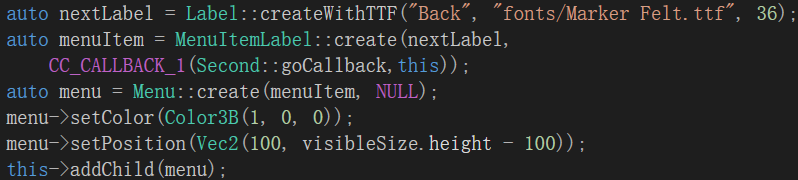 auto nextLabel = Label::createWithTTF("Back", "fonts/Marker Felt.ttf", 36);
auto menuItem = MenuItemLabel::create(nextLabel,
    CC_CALLBACK_1(Second::goCallback,this));
auto menu = Menu::create(menuItem, NULL);
menu->setColor(Color3B(1, 0, 0));
menu->setPosition(Vec2(100, visibleSize.height - 100));
this->addChild(menu);